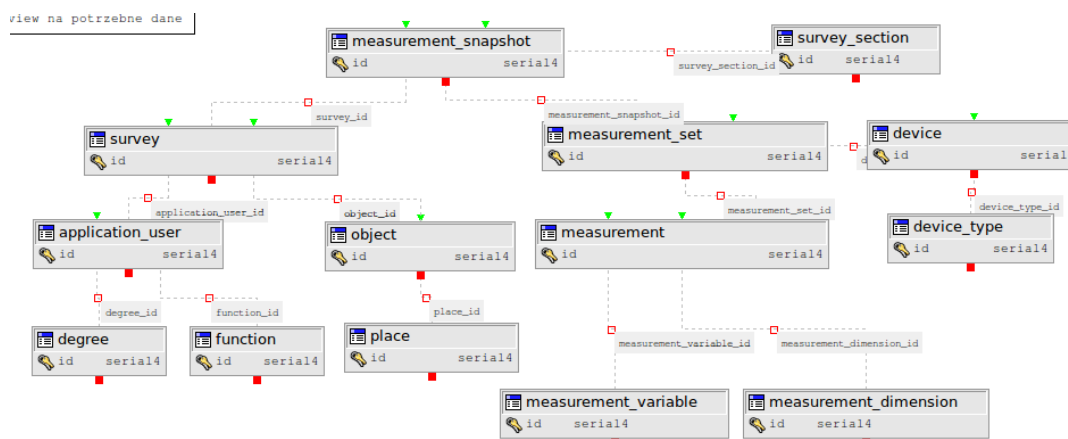 view na potrzebne dane
measurement_snapshot
id serial4
survey_section
id serial4
survey_section_id
survey_id
measurement_snapshot_id
survey
id serial4
measurement_set
id serial4
device
id serial4
application_user_id
object_id
measurement_set_id
device_type_id
application_user
id serial4
object
id serial4
measurement
id serial4
device_type
id serial4
degree_id
function_id
place_id
degree
id serial4
function
id serial4
place
id serial4
measurement_variable_id
measurement_dimension_id
measurement_variable
id serial4
measurement_dimension
id serial4